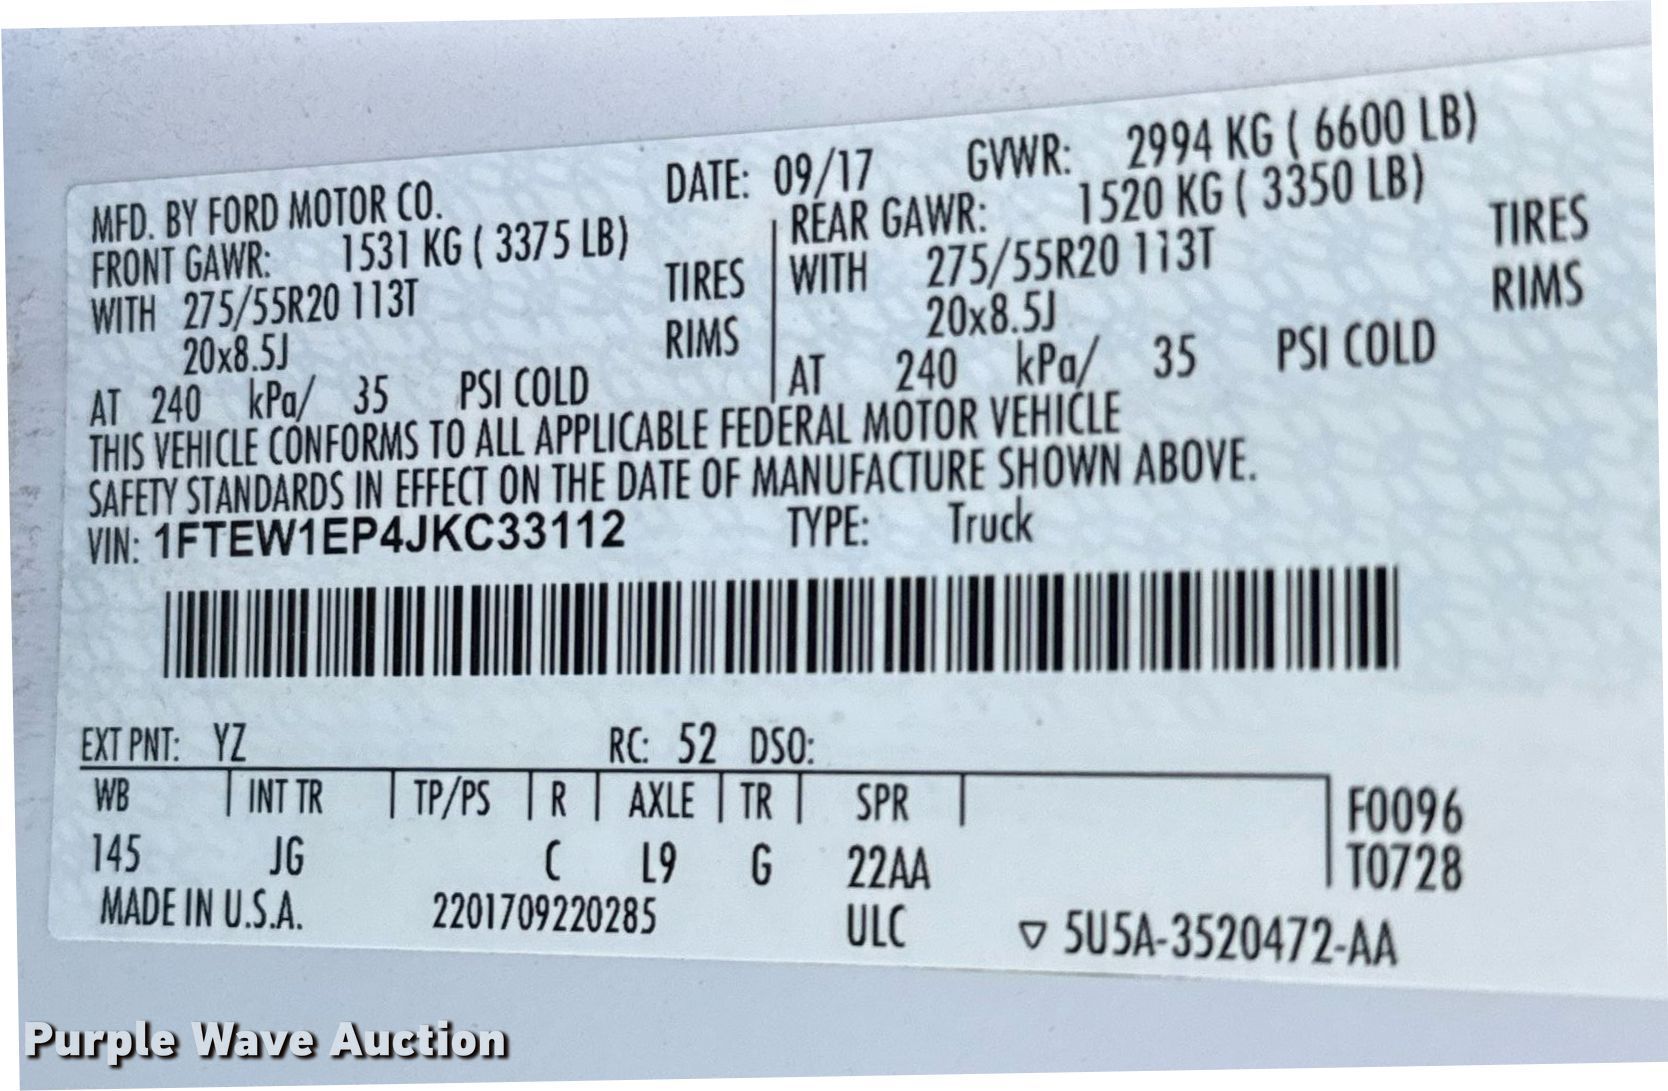 MFD. BY FORD MOTOR CO. DATE: 09/17 GVWR: 2994 KG ( 6600 LB)
FRONT GAWR: 1531 KG ( 3375 LB) REAR GAWR: 1520 KG ( 3350 LB)
WITH 275/55R20 113T TIRES WITH 275/55R20 113T TIRES
20x8.5J RIMS 20x8.5J RIMS
AT 240 kPa/ 35 PSI COLD AT 240 kPa/ 35 PSI COLD
THIS VEHICLE CONFORMS TO ALL APPLICABLE FEDERAL MOTOR VEHICLE
SAFETY STANDARDS IN EFFECT ON THE DATE OF MANUFACTURE SHOWN ABOVE.
VIN: 1FTEW1EP4JKC33112 TYPE: Truck
EXT PNT: YZ RC: 52 DSO:
WB INT TR TP/PS R AXLE TR SPR F0096
145 JG C L9 G 22AA T0728
MADE IN U.S.A. 2201709220285 ULC ▽ 5U5A-3520472-AA
Purple Wave Auction